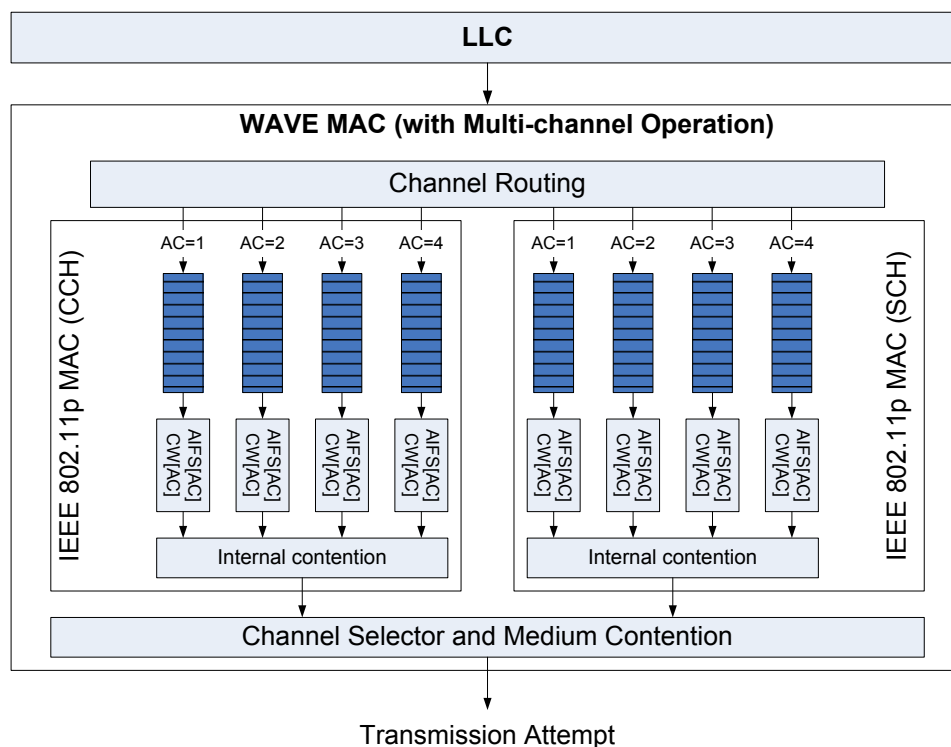 LLC
WAVE MAC (with Multi-channel Operation)
Channel Routing
IEEE 802.11p MAC (CCH)
AC=1 AC=2 AC=3 AC=4
AIFS[AC]
CW[AC]
AIFS[AC]
CW[AC]
AIFS[AC]
CW[AC]
AIFS[AC]
CW[AC]
Internal contention
AC=1 AC=2 AC=3 AC=4
AIFS[AC]
CW[AC]
AIFS[AC]
CW[AC]
AIFS[AC]
CW[AC]
AIFS[AC]
CW[AC]
Internal contention
IEEE 802.11p MAC (SCH)
Channel Selector and Medium Contention
Transmission Attempt